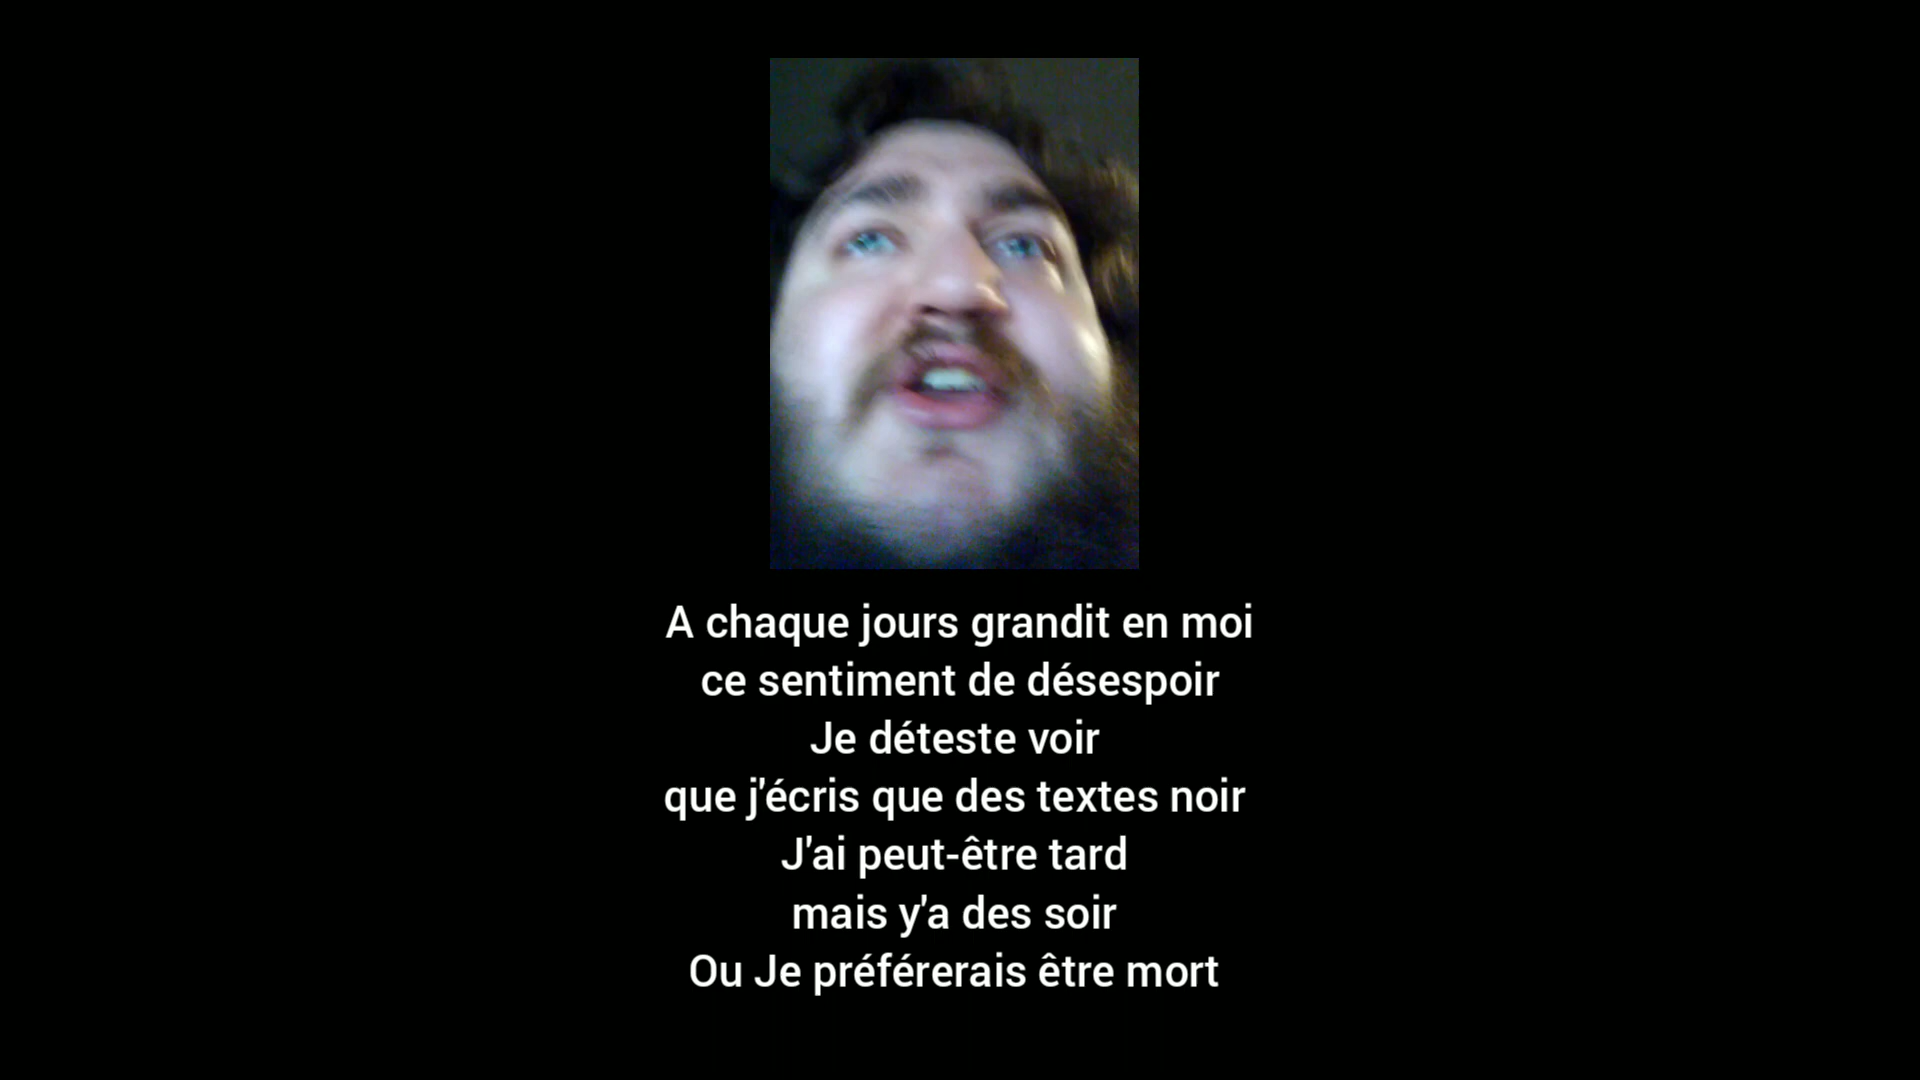 A chaque jours grandit en moi
ce sentiment de désespoir
Je déteste voir
que j'écris que des textes noir
J'ai peut-être tard
mais y'a des soir
Ou Je préférerais être mort